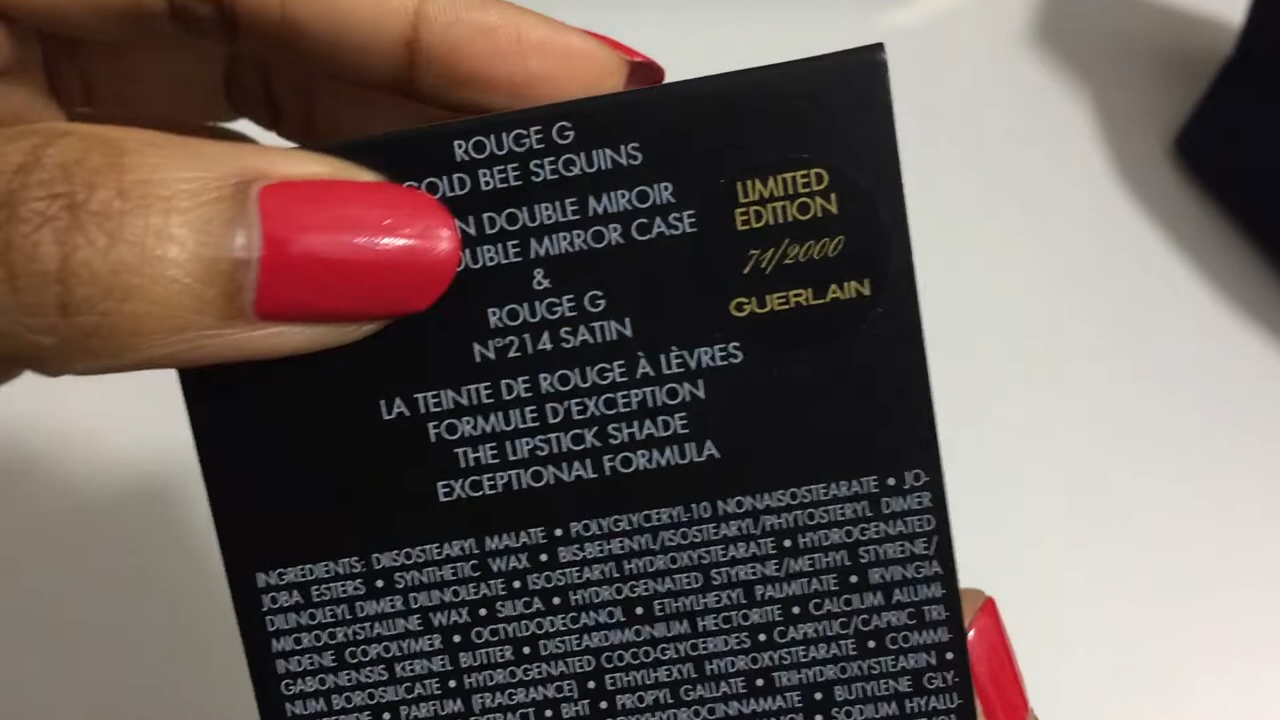 ROUGE G
GOLD BEE SEQUINS
DOUBLE MIROIR
DOUBLE MIRROR CASE
&
ROUGE G
N°214 SATIN
LIMITED
EDITION
71/2000
GUERLAIN
LA TEINTE DE ROUGE À LÈVRES
FORMULE D'EXCEPTION
THE LIPSTICK SHADE
EXCEPTIONAL FORMULA
INGREDIENTS: DIISOSTEARYL MALATE • POLYGLYCERYL-10 NONAISOSTEARATE • JO-
JOBA ESTERS • SYNTHETIC WAX • BIS-BEHENYL/ISOSTEARYL/PHYTOSTERYL DIMER
DILINOLEYL DIMER DILINOLEATE • ISOSTEARYL HYDROXYSTEARATE • HYDROGENATED
MICROCRYSTALLINE WAX • SILICA • HYDROGENATED STYRENE/METHYL STYRENE/
INDENE COPOLYMER • OCTYLDODECANOL • ETHYLHEXYL PALMITATE • IRVINGIA
GABONENSIS KERNEL BUTTER • DISTEARDIMONIUM HECTORITE • CALCIUM ALUMI-
NUM BOROSILICATE • HYDROGENATED COCO-GLYCERIDES • CAPRYLIC/CAPRIC TRI-
• PARFUM (FRAGRANCE) • ETHYLHEXYL HYDROXYSTEARATE • COMMI-
EXTRACT • BHT • PROPYL GALLATE • TRIHYDROXYSTEARIN •
• BUTYLENE GLY-
• SODIUM HYALU-